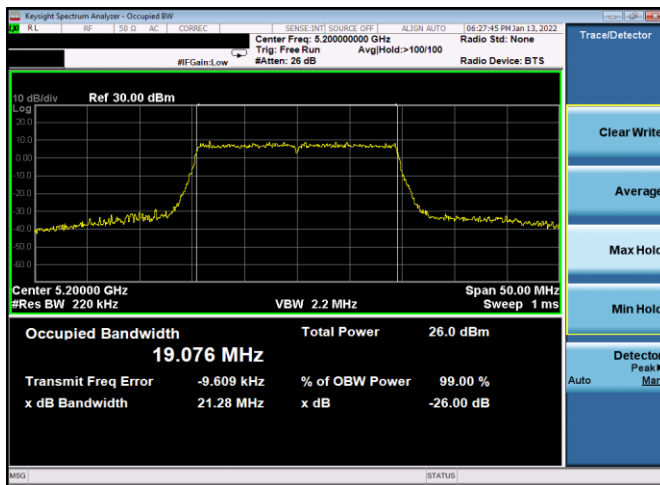 Keysight Spectrum Analyzer - Occupied BW
RL RF 50 Ω AC CORREC SENSE:INT SOURCE OFF ALIGN AUTO 06:27:45 PM Jan 13, 2022
Center Freq: 5.200000000 GHz Radio Std: None
Trig: Free Run Avg|Hold:>100/100
#IFGain:Low #Atten: 26 dB Radio Device: BTS
Trace/Detector
10 dB/div Ref 30.00 dBm
Log
20.0
10.0
0.00
-10.0
-20.0
-30.0
-40.0
-50.0
-60.0
Center 5.20000 GHz Span 50.00 MHz
#Res BW 220 kHz VBW 2.2 MHz Sweep 1 ms
Occupied Bandwidth Total Power 26.0 dBm
19.076 MHz
Transmit Freq Error -9.609 kHz % of OBW Power 99.00 %
x dB Bandwidth 21.28 MHz x dB -26.00 dB
Clear Write
Average
Max Hold
Min Hold
Detector
Peak
Auto Man
MSG STATUS